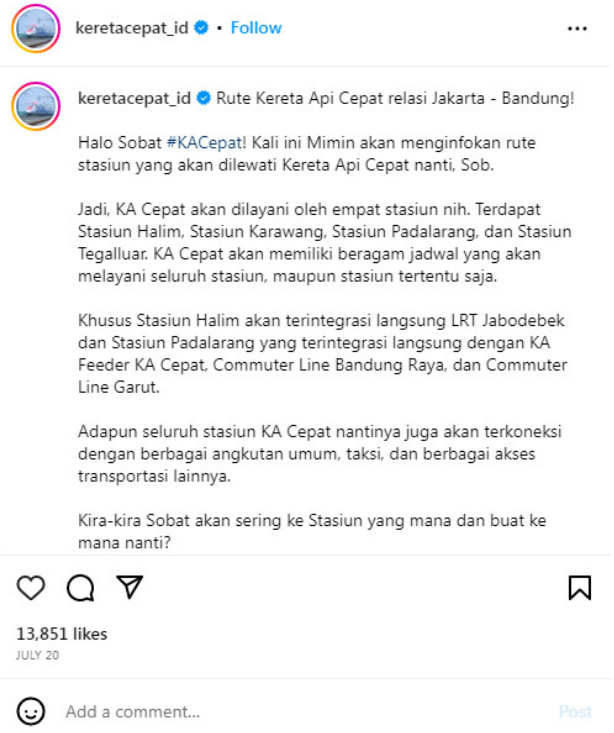 keretacepat_id • Follow
keretacepat_id Rute Kereta Api Cepat relasi Jakarta - Bandung!
Halo Sobat #KACepat! Kali ini Mimin akan menginfokan rute
stasiun yang akan dilewati Kereta Api Cepat nanti, Sob.
Jadi, KA Cepat akan dilayani oleh empat stasiun nih. Terdapat
Stasiun Halim, Stasiun Karawang, Stasiun Padalarang, dan Stasiun
Tegalluar. KA Cepat akan memiliki beragam jadwal yang akan
melayani seluruh stasiun, maupun stasiun tertentu saja.
Khusus Stasiun Halim akan terintegrasi langsung LRT Jabodebek
dan Stasiun Padalarang yang terintegrasi langsung dengan KA
Feeder KA Cepat, Commuter Line Bandung Raya, dan Commuter
Line Garut.
Adapun seluruh stasiun KA Cepat nantinya juga akan terkoneksi
dengan berbagai angkutan umum, taksi, dan berbagai akses
transportasi lainnya.
Kira-kira Sobat akan sering ke Stasiun yang mana dan buat ke
mana nanti?
13,851 likes
JULY 20
Add a comment...
Post